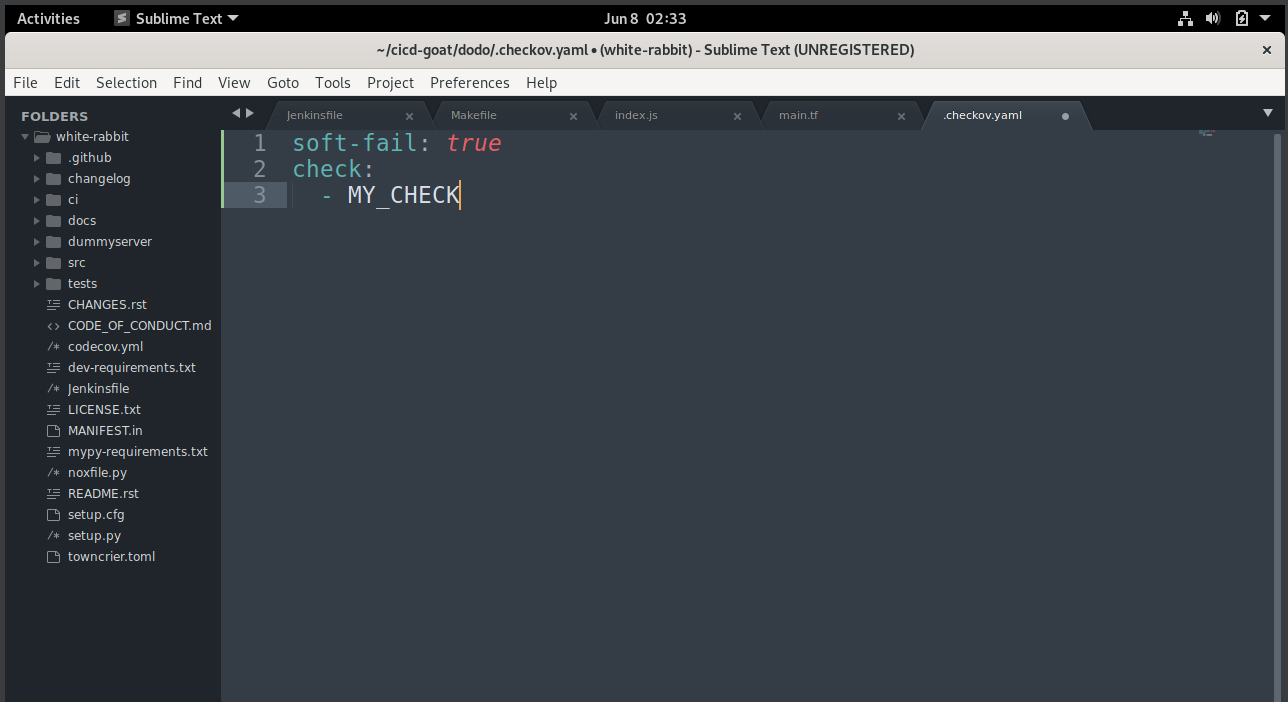 Activities Sublime Text Jun 8 02:33
~/cicd-goat/dodo/.checkov.yaml • (white-rabbit) - Sublime Text (UNREGISTERED) ×
File Edit Selection Find View Goto Tools Project Preferences Help
FOLDERS
white-rabbit
.github
changelog
ci
docs
dummyserver
src
tests
CHANGES.rst
<> CODE_OF_CONDUCT.md
/* codecov.yml
dev-requirements.txt
/* Jenkinsfile
LICENSE.txt
MANIFEST.in
mypy-requirements.txt
/* noxfile.py
README.rst
setup.cfg
/* setup.py
towncrier.toml
Jenkinsfile × Makefile × index.js × main.tf × .checkov.yaml
1 soft-fail: true
2 check:
3 - MY_CHECK